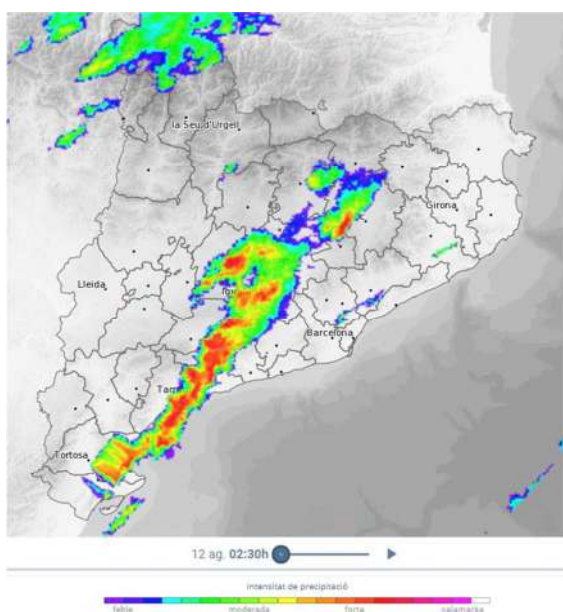 la Seu d'Urgell
Girona
Lleida
Barcelona
Tortosa
12 ag. 02:30h
intensitat de precipitació
feble moderada forta calamarsa